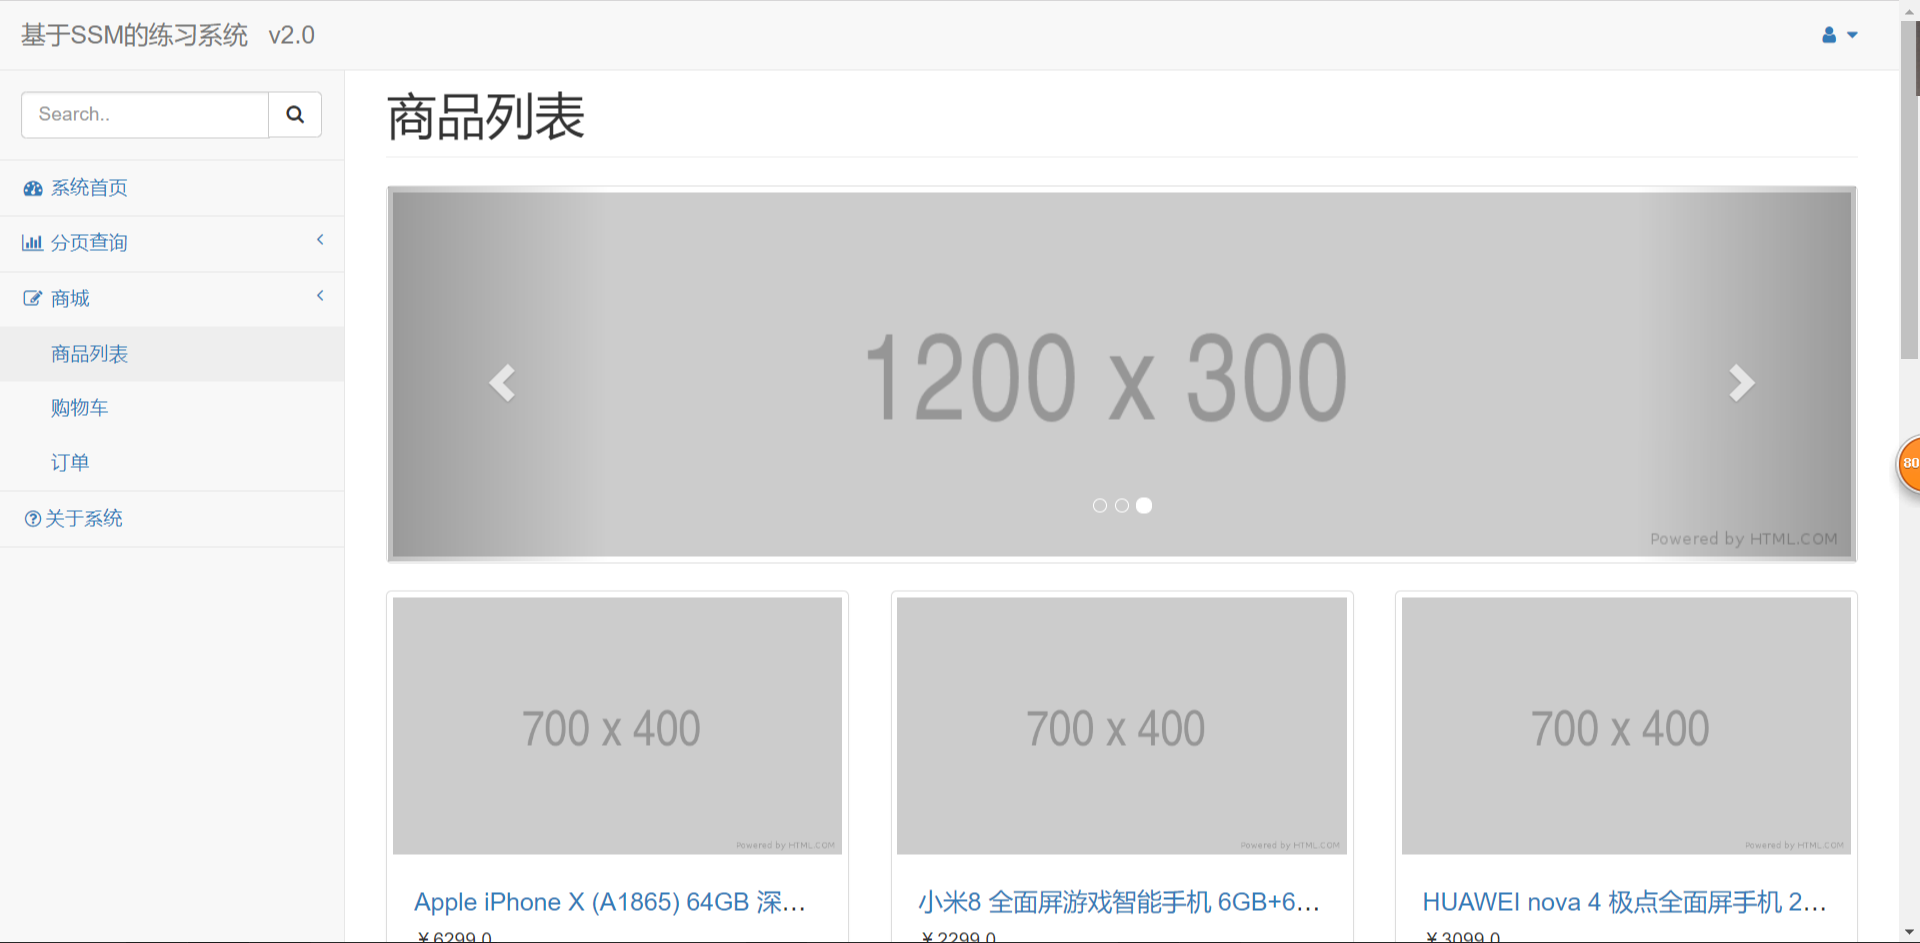 基于SSM的练习系统 v2.0
Search..
系统首页
分页查询
商城
商品列表
购物车
订单
关于系统
商品列表
1200 x 300
Powered by HTML.COM
700 x 400
Powered by HTML.COM
Apple iPhone X (A1865) 64GB 深...
¥6299.0
700 x 400
Powered by HTML.COM
小米8 全面屏游戏智能手机 6GB+6...
¥2299.0
700 x 400
Powered by HTML.COM
HUAWEI nova 4 极点全面屏手机 2...
¥3099.0
80